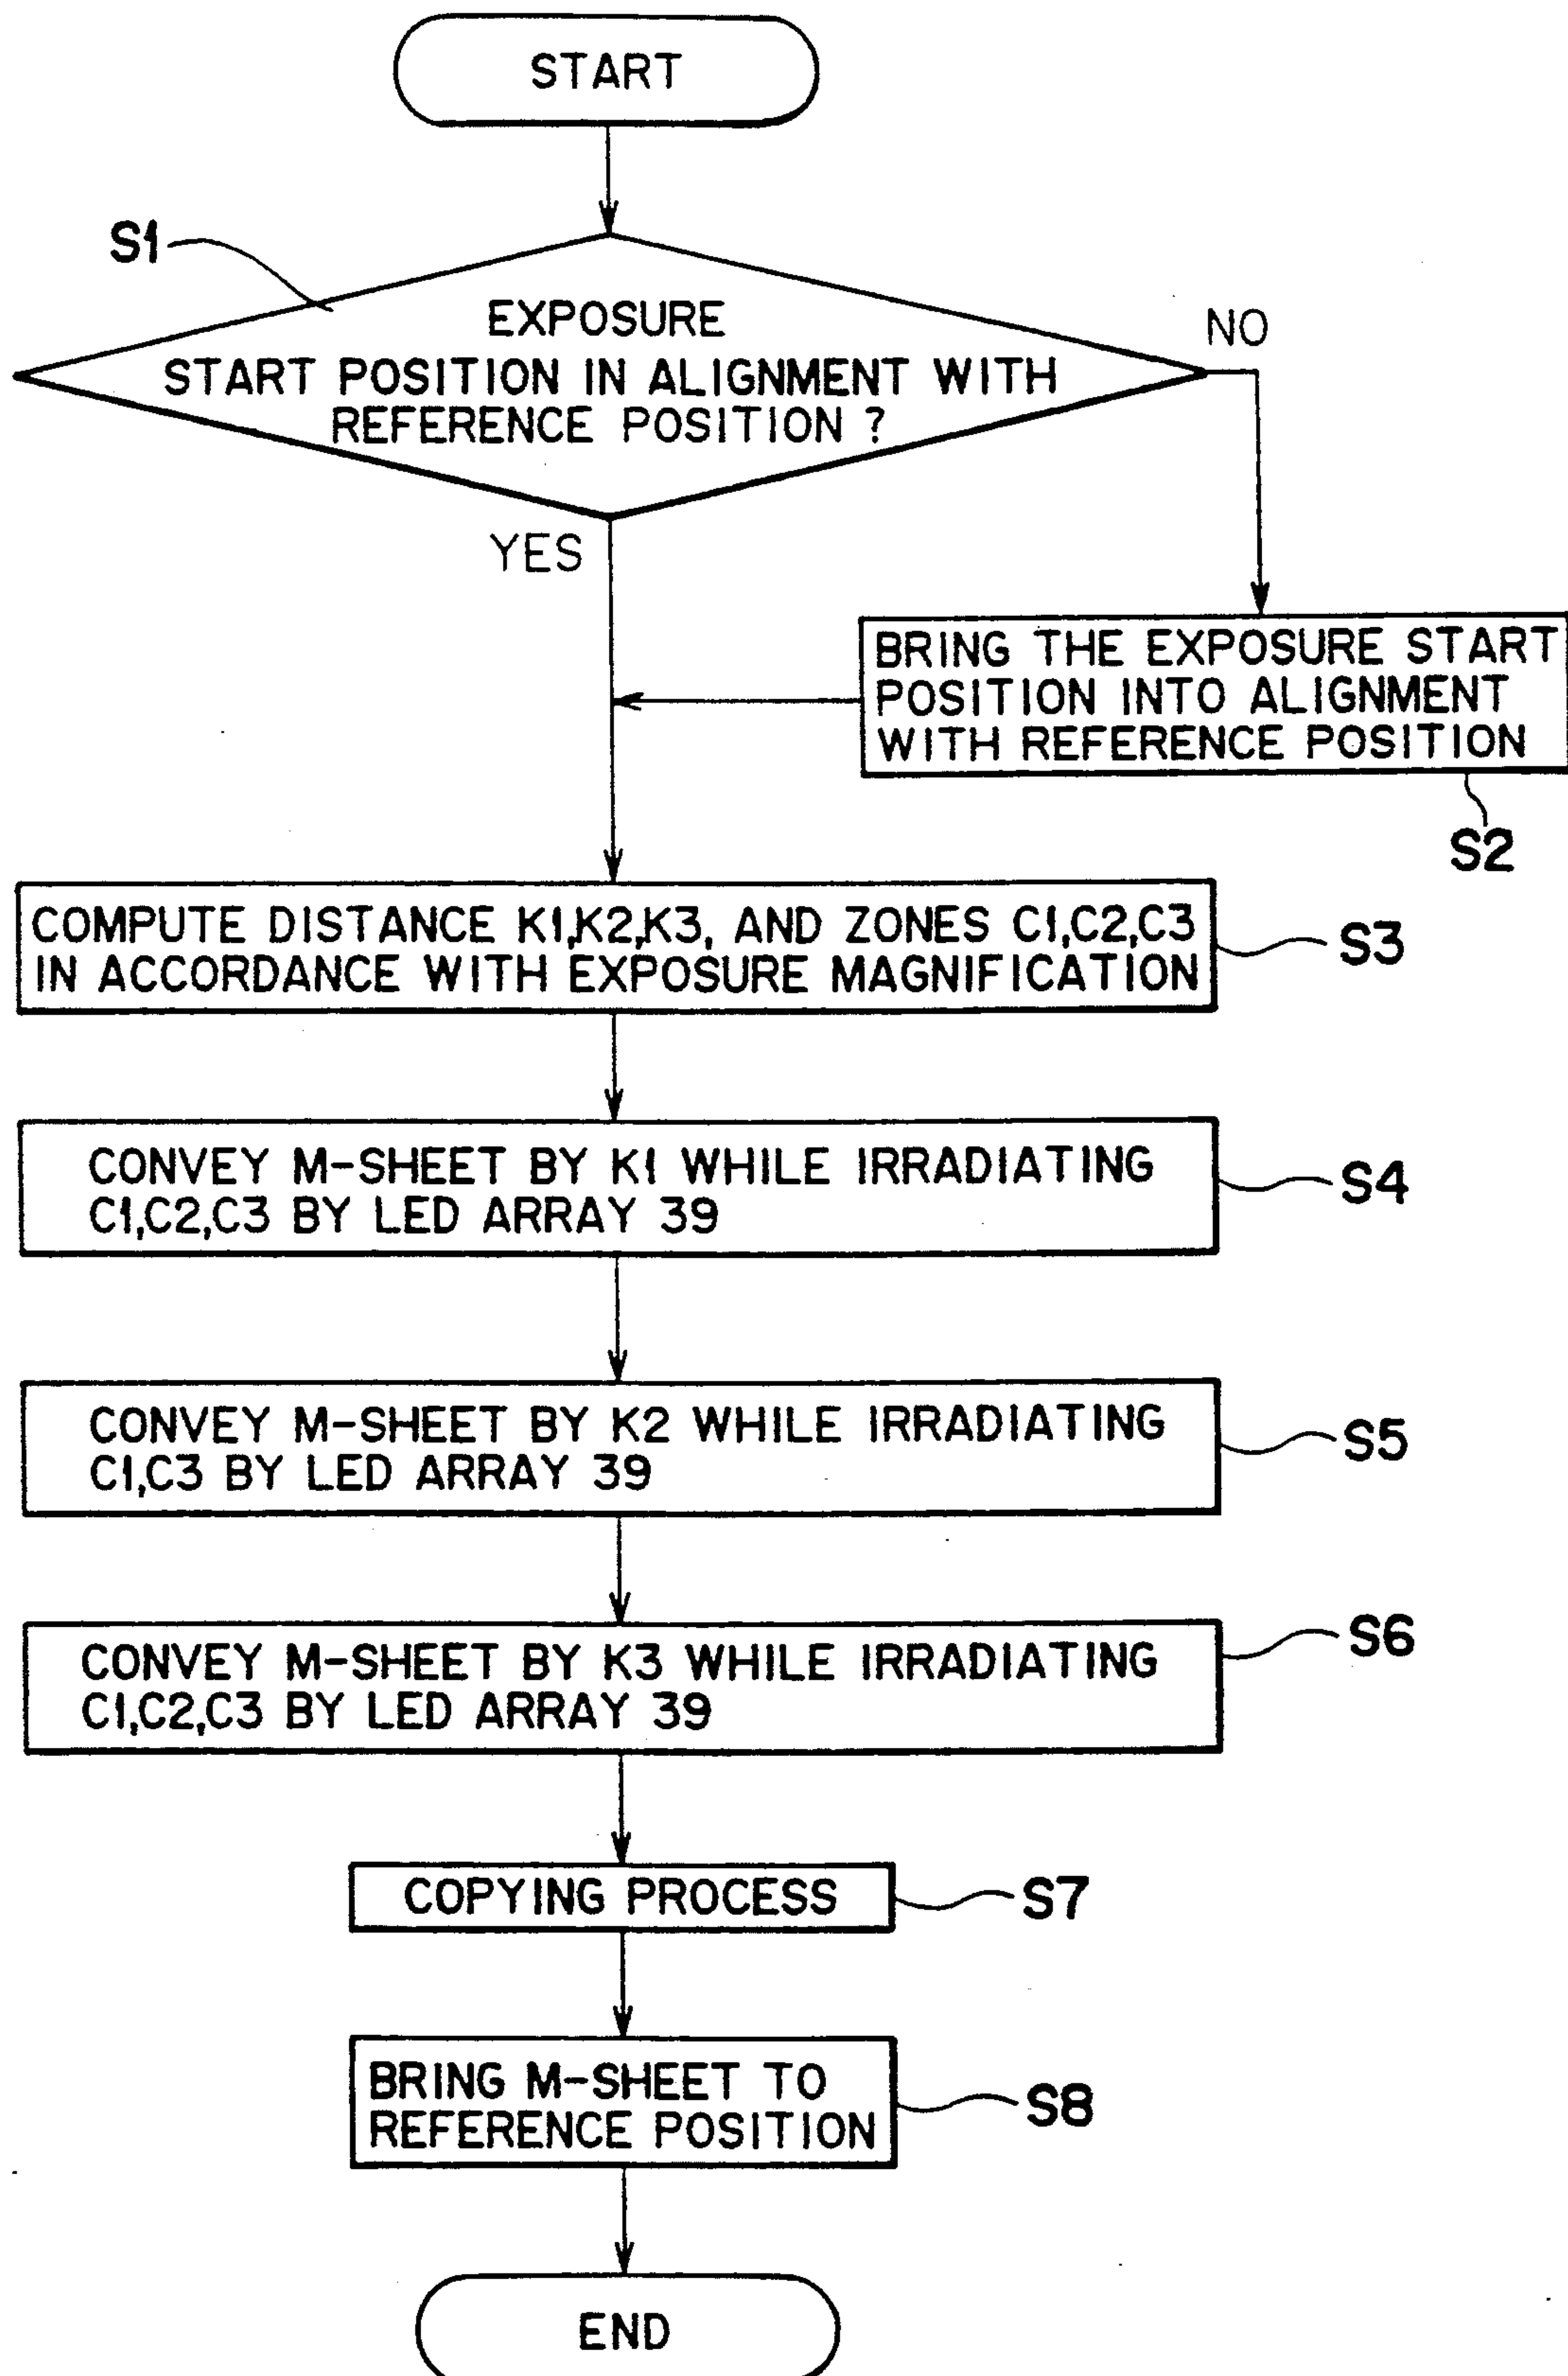 START
S1
EXPOSURE
START POSITION IN ALIGNMENT WITH
REFERENCE POSITION ?
NO
YES
BRING THE EXPOSURE START
POSITION INTO ALIGNMENT
WITH REFERENCE POSITION
S2
COMPUTE DISTANCE K1,K2,K3, AND ZONES C1,C2,C3
IN ACCORDANCE WITH EXPOSURE MAGNIFICATION
S3
CONVEY M-SHEET BY K1 WHILE IRRADIATING
C1,C2,C3 BY LED ARRAY 39
S4
CONVEY M-SHEET BY K2 WHILE IRRADIATING
C1,C3 BY LED ARRAY 39
S5
CONVEY M-SHEET BY K3 WHILE IRRADIATING
C1,C2,C3 BY LED ARRAY 39
S6
COPYING PROCESS
S7
BRING M-SHEET TO
REFERENCE POSITION
S8
END